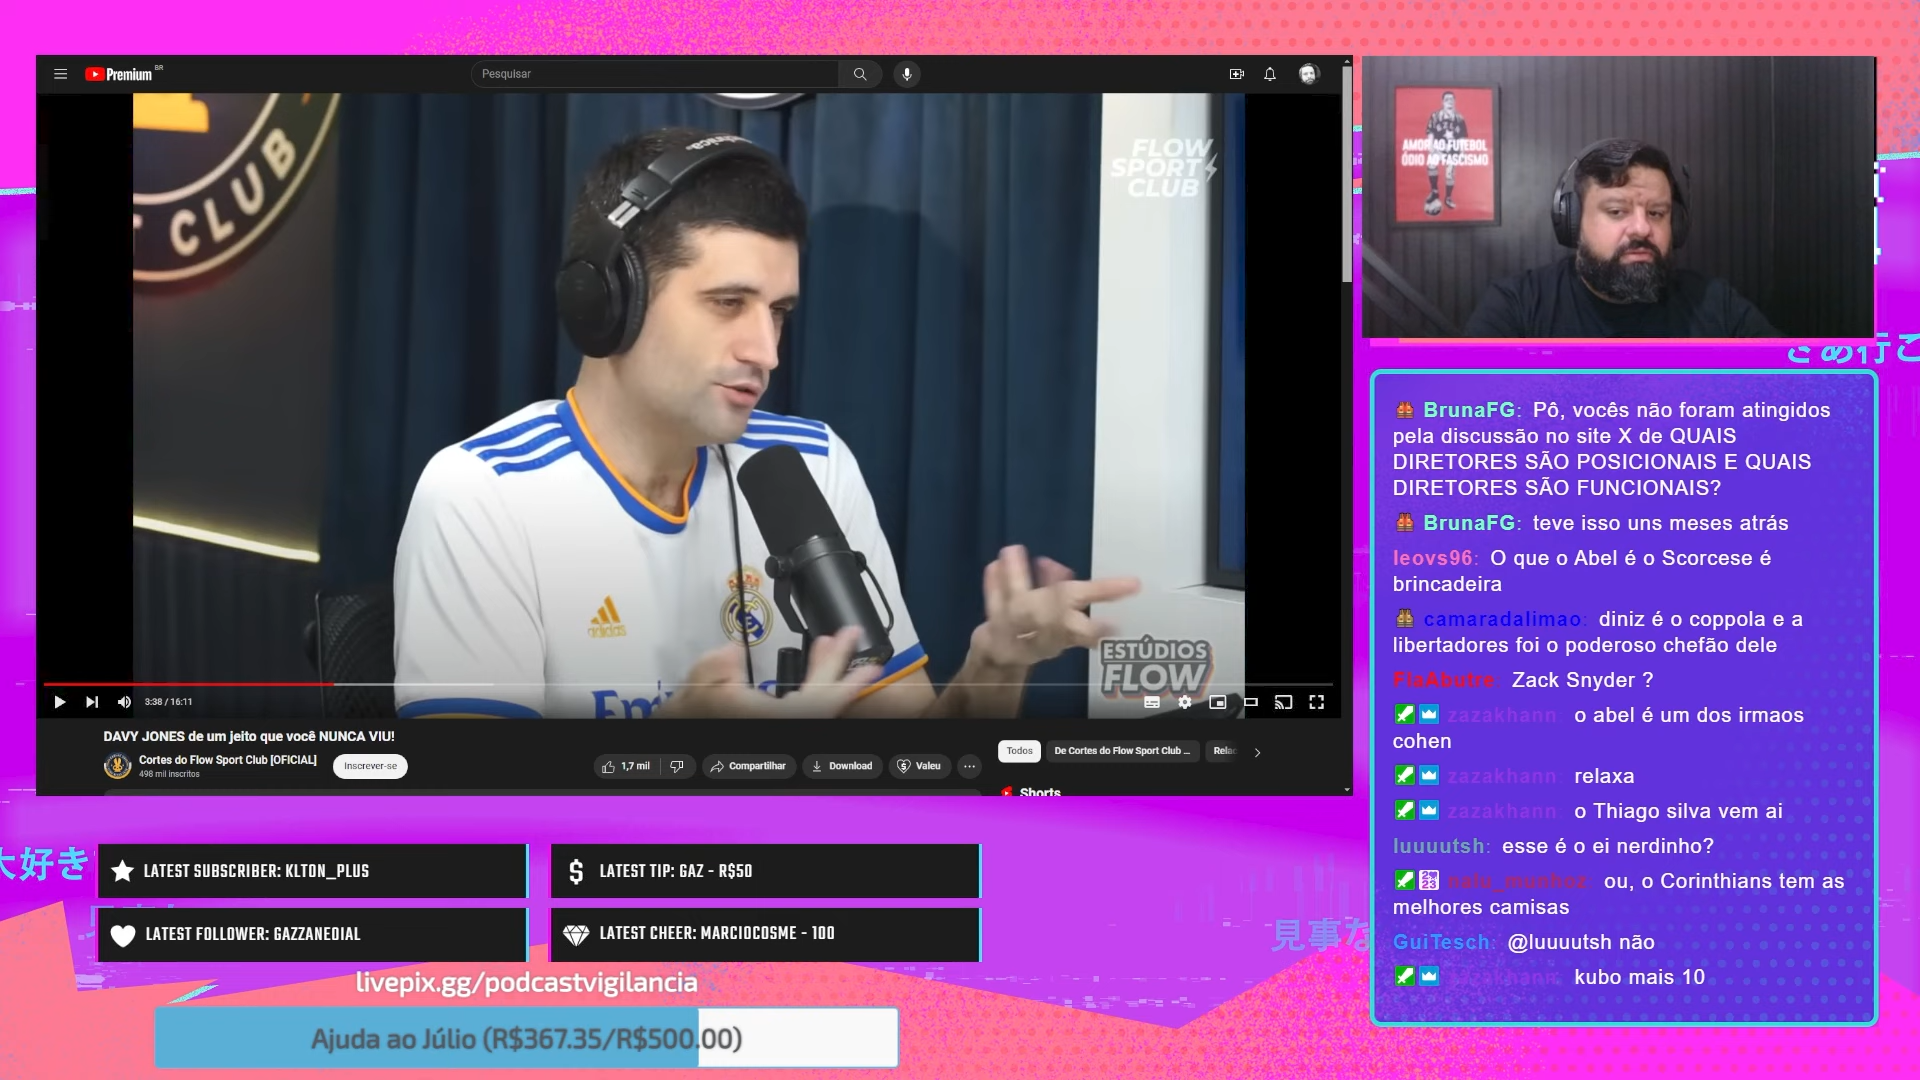 Premium BR
Pesquisar
CLUB
FLOW
SPORT
CLUB
AMOR AO FUTEBOL
ÓDIO AO FASCISMO
adidas
ESTÚDIOS
FLOW
3:38 / 16:11
DAVY JONES de um jeito que você NUNCA VIU!
Cortes do Flow Sport Club [OFICIAL]
498 mil inscritos
Inscrever-se
1,7 mil
Compartilhar
Download
Valeu
Todos
De Cortes do Flow Sport Club ...
Shorts
BrunaFG: Pô, vocês não foram atingidos
pela discussão no site X de QUAIS
DIRETORES SÃO POSICIONAIS E QUAIS
DIRETORES SÃO FUNCIONAIS?
BrunaFG: teve isso uns meses atrás
leovs96: O que o Abel é o Scorcese é
brincadeira
camaradalimao: diniz é o coppola e a
libertadores foi o poderoso chefão dele
FlaAbutre: Zack Snyder ?
zazakhann: o abel é um dos irmaos
cohen
zazakhann: relaxa
zazakhann: o Thiago silva vem ai
luuuutsh: esse é o ei nerdinho?
nalu_munhoz: ou, o Corinthians tem as
melhores camisas
GuiTesch: @luuuutsh não
zazakhann: kubo mais 10
LATEST SUBSCRIBER: KLTON_PLUS
LATEST TIP: GAZ - R$50
LATEST FOLLOWER: GAZZANEOIAL
LATEST CHEER: MARCIOCOSME - 100
livepix.gg/podcastvigilancia
Ajuda ao Júlio (R$367.35/R$500.00)
大好き
見事な